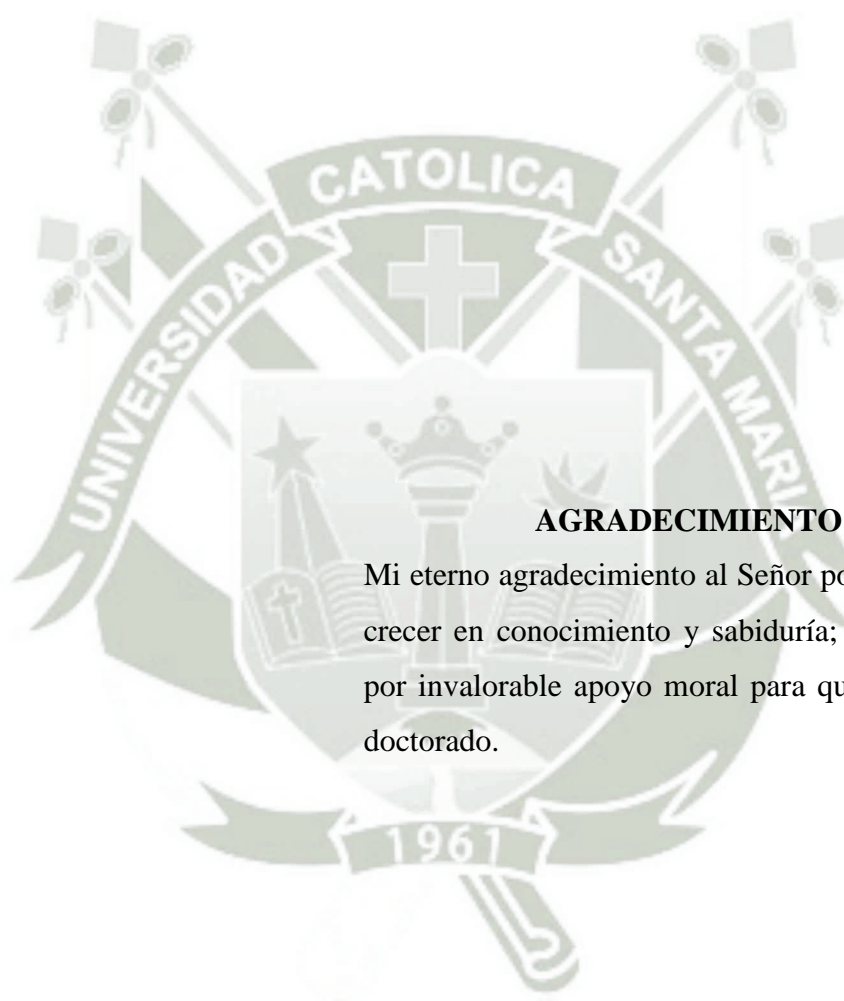 CATOLICA
UNIVERSIDAD
SANTA MARI
AGRADECIMIENTO
Mi eterno agradecimiento al Señor po
crecer en conocimiento y sabiduría;
por invalorable apoyo moral para qu
doctorado.
1961